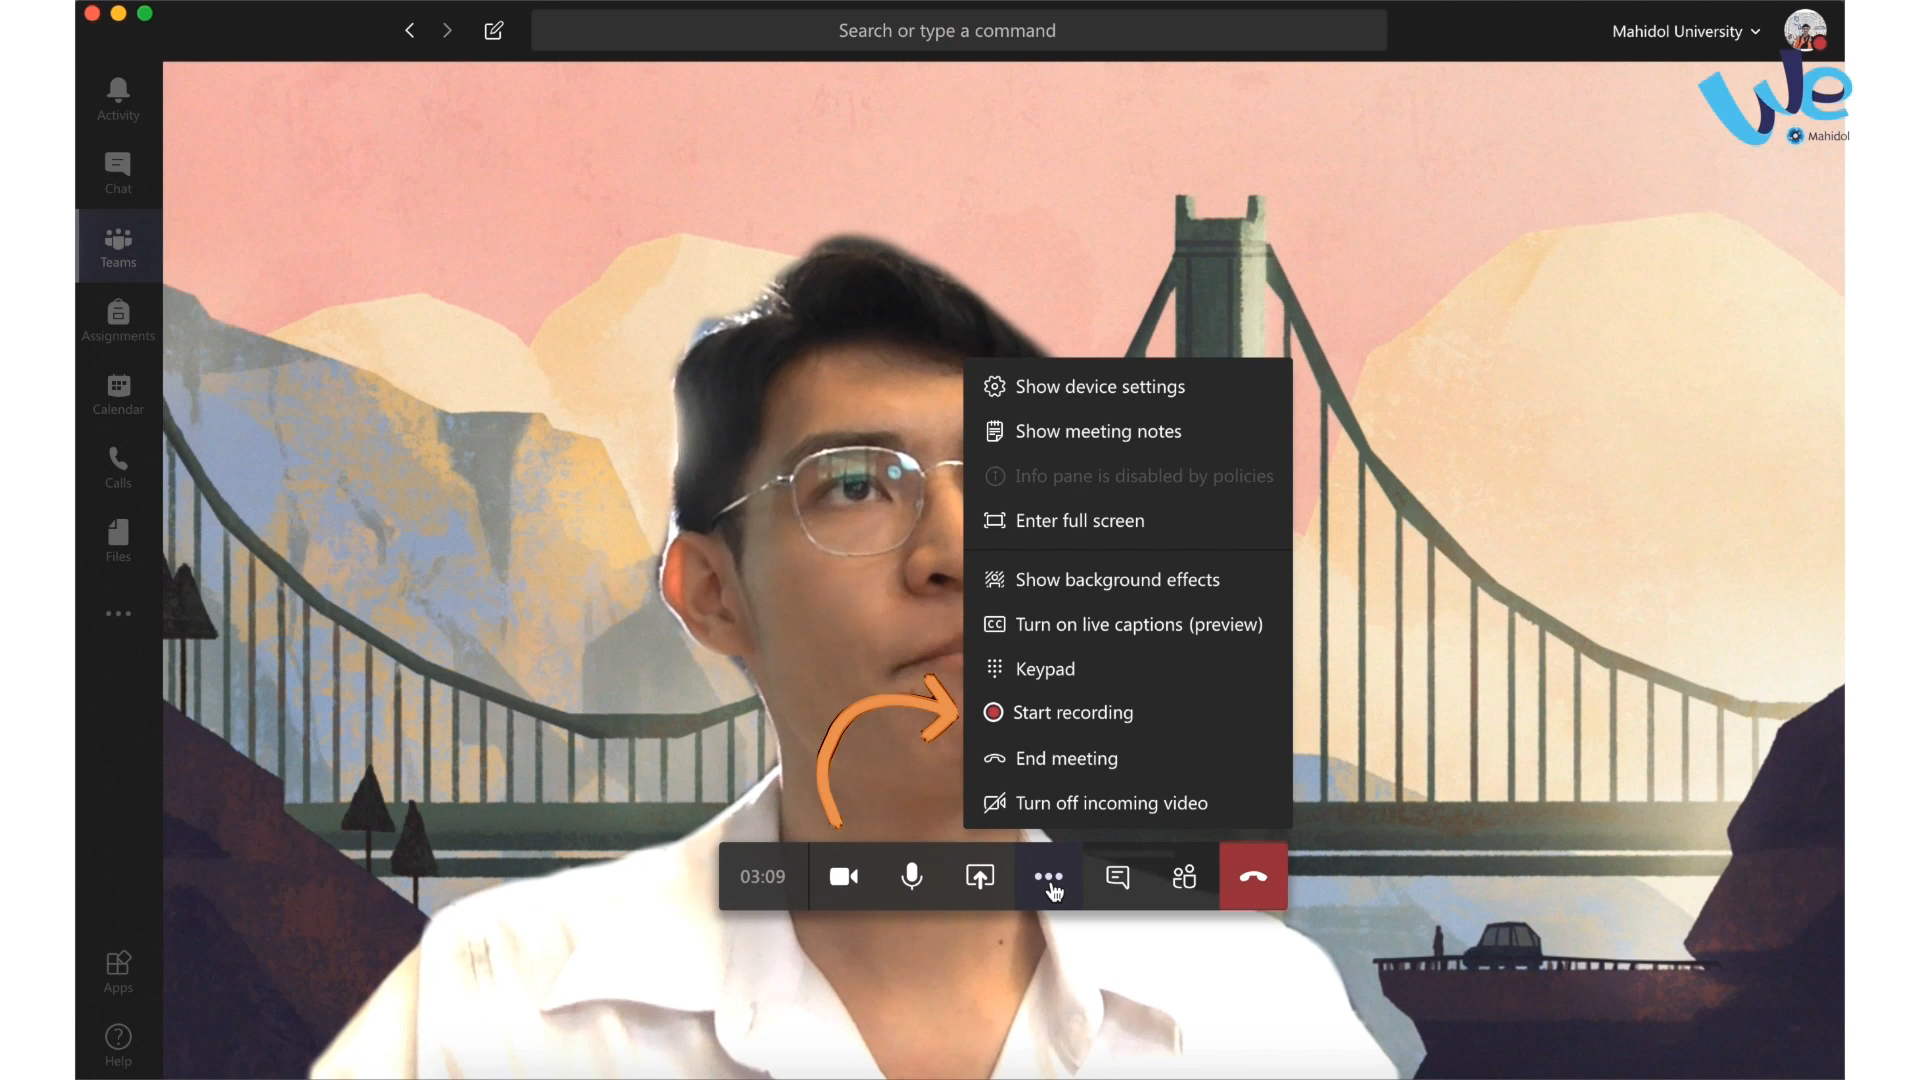 Search or type a command
Mahidol University
We
Mahidol
Activity
Chat
Teams
Assignments
Calendar
Calls
Files
Apps
Help
Show device settings
Show meeting notes
Info pane is disabled by policies
Enter full screen
Show background effects
CC Turn on live captions (preview)
Keypad
Start recording
End meeting
Turn off incoming video
03:09